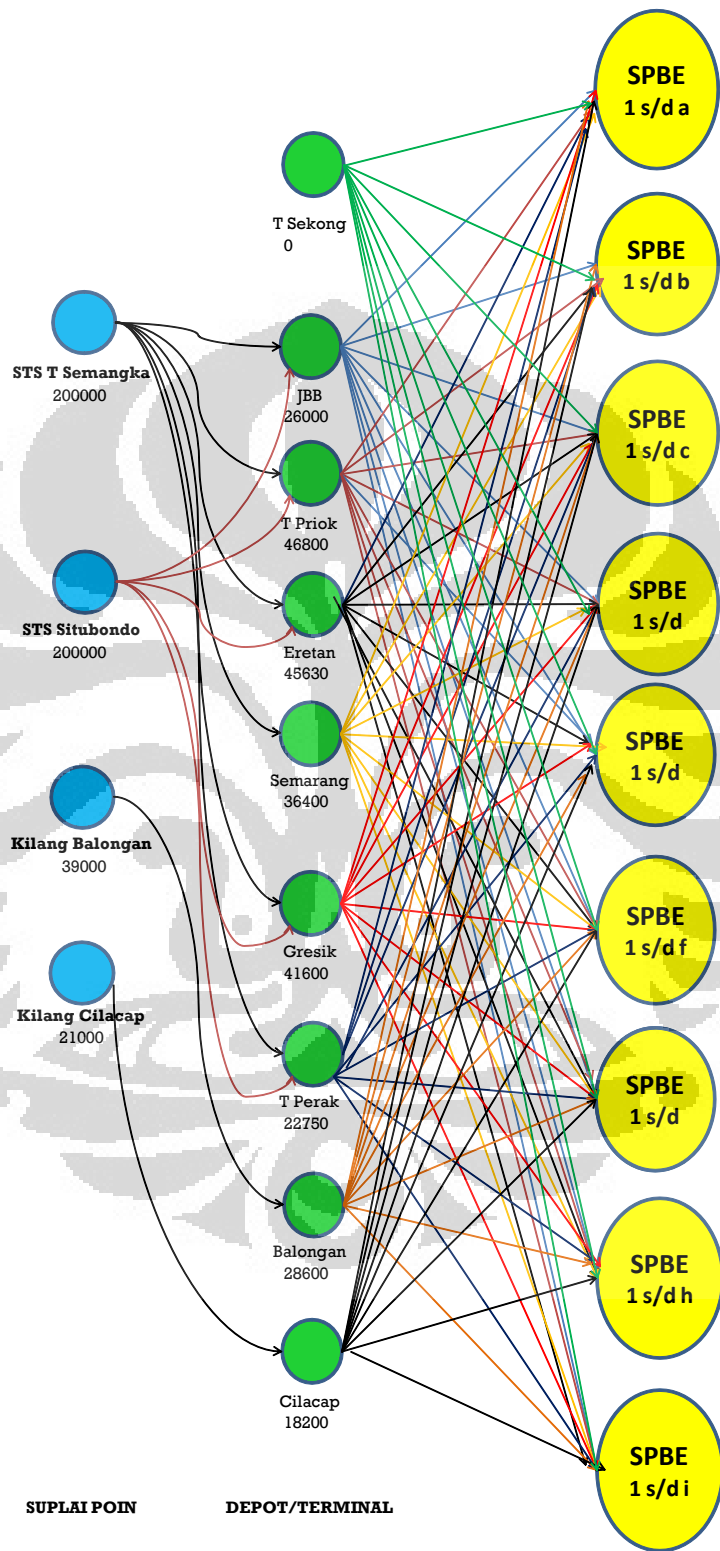 STS T Semangka
200000
STS Situbondo
200000
Kilang Balongan
39000
Kilang Cilacap
21000
SUPLAI POIN
T Sekong
0
JBB
26000
T Priok
46800
Eretan
45630
Semarang
36400
Gresik
41600
T Perak
22750
Balongan
28600
Cilacap
18200
DEPOT/TERMINAL
SPBE
1 s/d a
SPBE
1 s/d b
SPBE
1 s/d c
SPBE
1 s/d
SPBE
1 s/d
SPBE
1 s/d f
SPBE
1 s/d
SPBE
1 s/d h
SPBE
1 s/d i